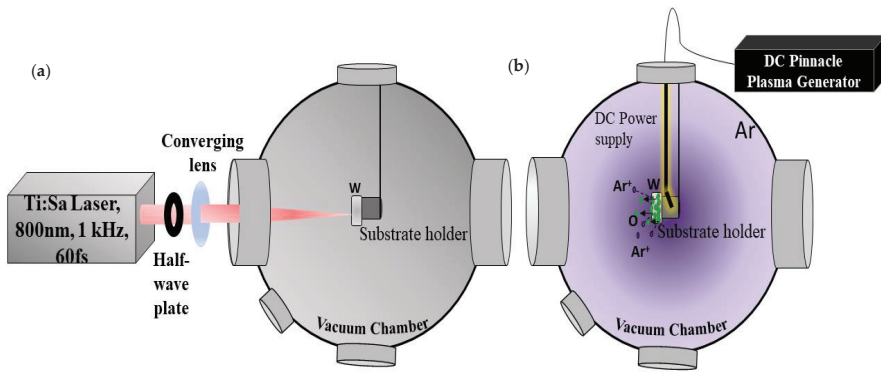 (a)
Converging
lens
Ti:Sa Laser,
800nm, 1 kHz,
60fs
Half-
wave
plate
W
Substrate holder
Vacuum Chamber
(b)
DC Pinnacle
Plasma Generator
DC Power
supply
Ar
Ar+
W
O
Substrate holder
Ar+
Vacuum Chamber